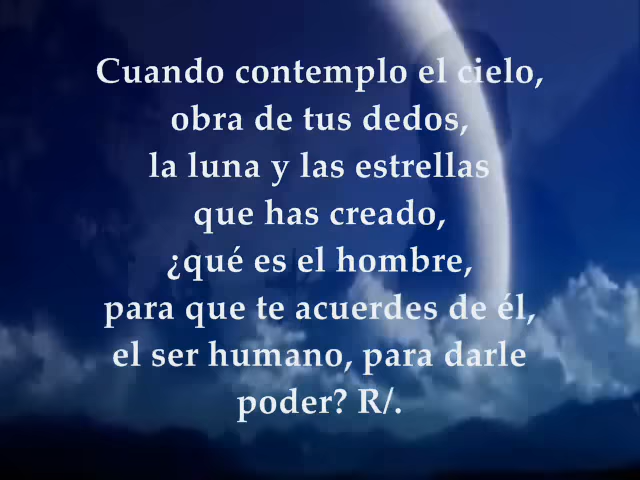 Cuando contemplo el cielo,
obra de tus dedos,
la luna y las estrellas
que has creado,
¿qué es el hombre,
para que te acuerdes de él,
el ser humano, para darle
poder? R/.